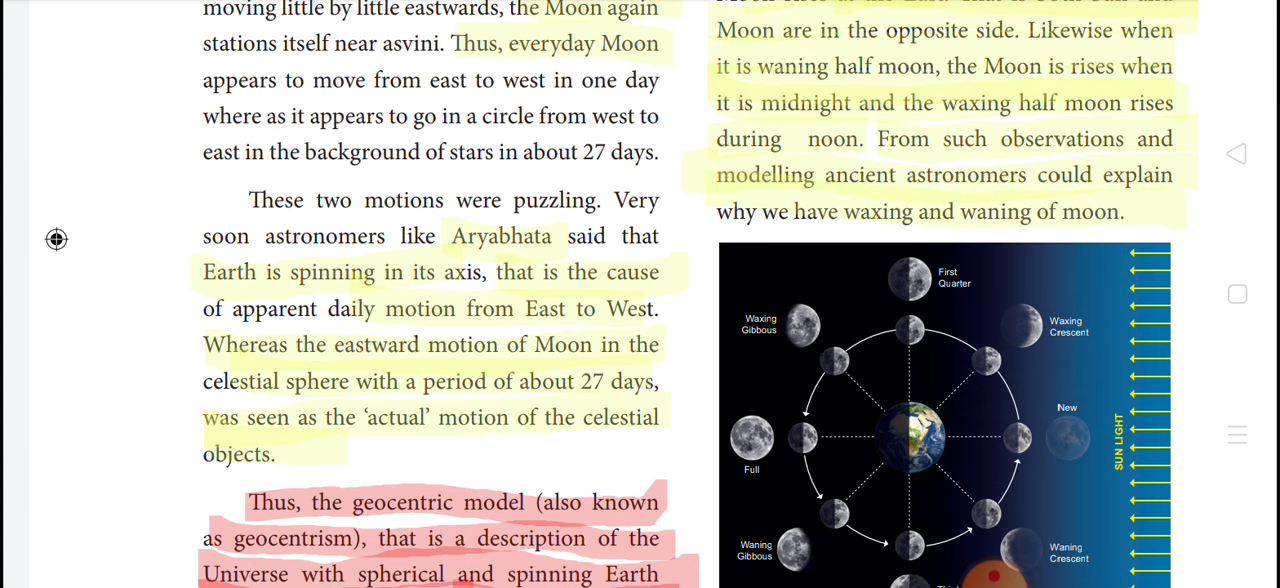 moving little by little eastwords, the Moon again
stations itself near asvini. Thus, everyday Moon
appears to move from east to west in one day
where as it appears to go in a circle from west to
east in the background of stars in about 27 days.
These two motions were puzzling. Very
soon astronomers like Aryabhata said that
Earth is spinning in its axis, that is the cause
of apparent daily motion from East to West.
Whereas the eastward motion of Moon in the
celestial sphere with a period of about 27 days,
was seen as the ‘actual’ motion of the celestial
objects.
Thus, the geocentric model (also known
as geocentrism), that is a description of the
Universe with spherical and spinning Earth
Moon are in the opposite side. Likewise when
it is waning half moon, the Moon is rises when
it is midnight and the waxing half moon rises
during noon. From such observations and
modelling ancient astronomers could explain
why we have waxing and waning of moon.
First
Quarter
Waxing
Gibbous
Waxing
Crescent
New
SUN LIGHT
Full
Waning
Gibbous
Waning
Crescent